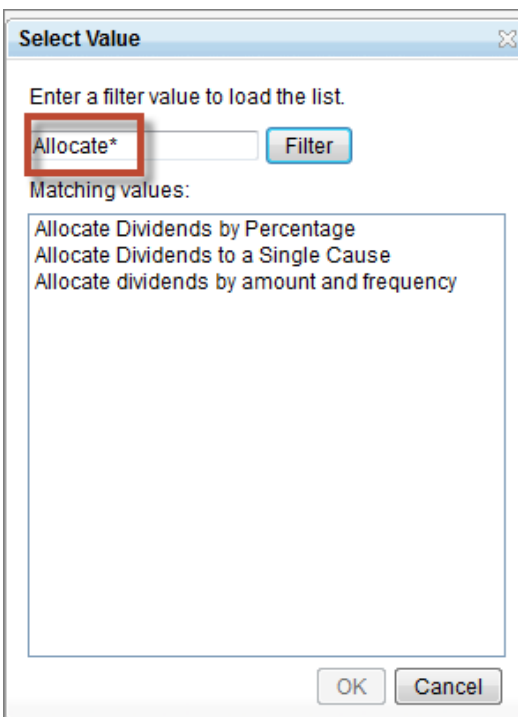 Select Value
Enter a filter value to load the list.
Allocate* Filter
Matching values:
Allocate Dividends by Percentage
Allocate Dividends to a Single Cause
Allocate dividends by amount and frequency
OK Cancel